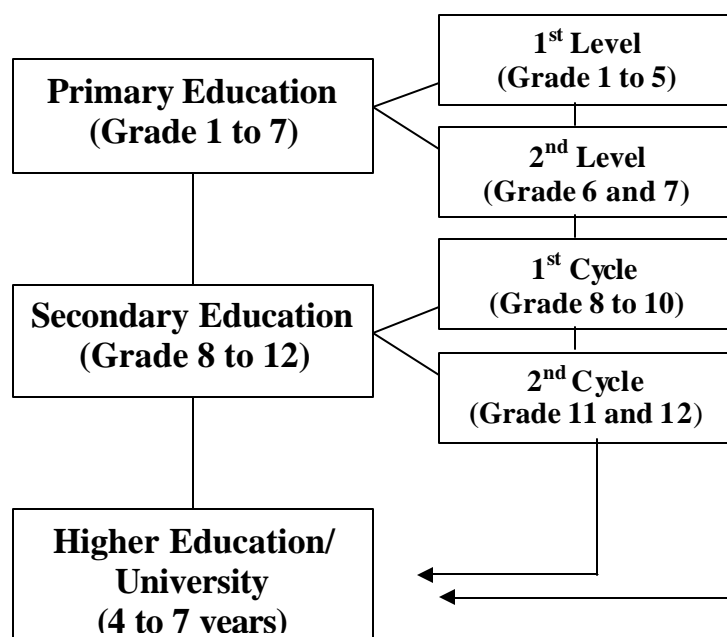 Primary Education
(Grade 1 to 7)
1st Level
(Grade 1 to 5)
2nd Level
(Grade 6 and 7)
Secondary Education
(Grade 8 to 12)
1st Cycle
(Grade 8 to 10)
2nd Cycle
(Grade 11 and 12)
Higher Education/
University
(4 to 7 years)